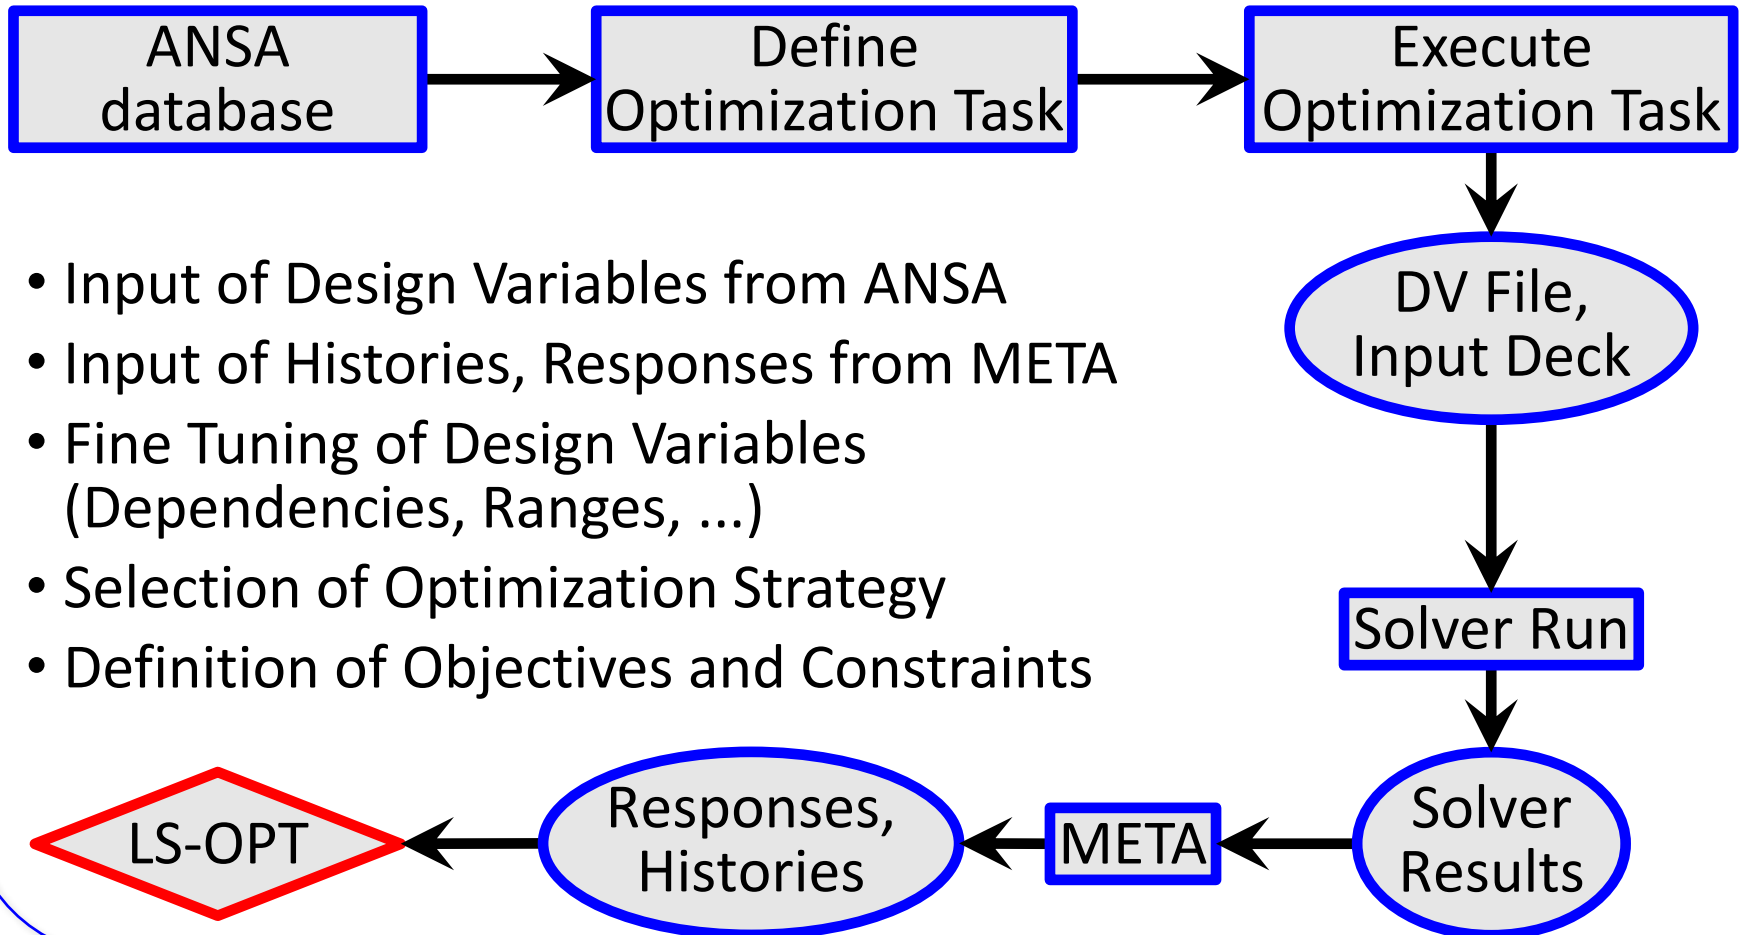 ANSA
database
Define
Optimization Task
Execute
Optimization Task
• Input of Design Variables from ANSA
• Input of Histories, Responses from META
• Fine Tuning of Design Variables
(Dependencies, Ranges, ...)
• Selection of Optimization Strategy
• Definition of Objectives and Constraints
DV File,
Input Deck
Solver Run
Solver
Results
META
Responses,
Histories
LS-OPT